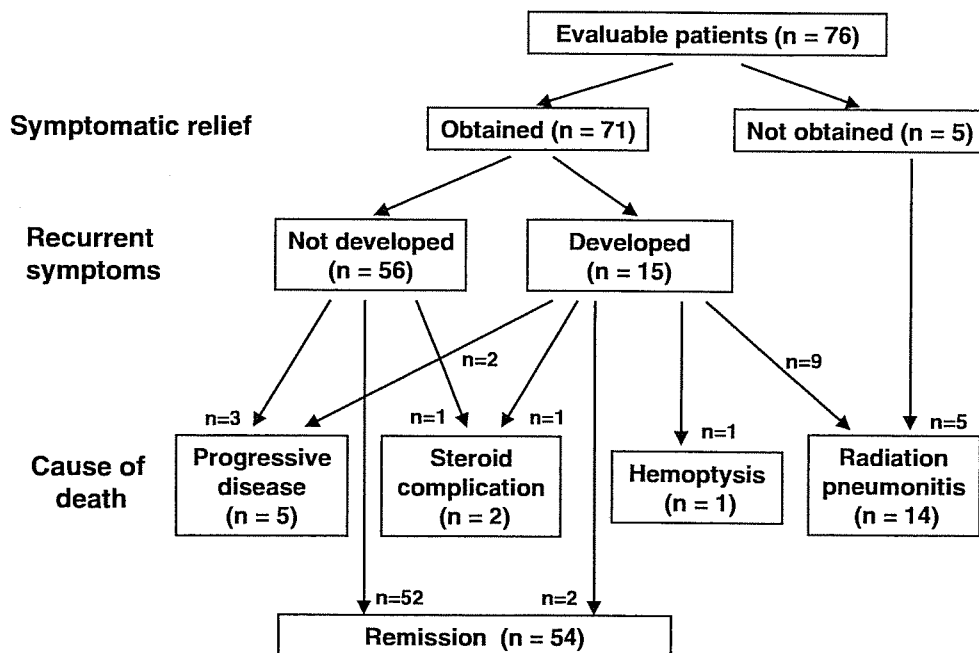 Evaluable patients (n = 76)
Symptomatic relief
Obtained (n = 71)
Not obtained (n = 5)
Recurrent
symptoms
Not developed
(n = 56)
Developed
(n = 15)
n=2
n=9
n=3
n=1
n=1
n=1
n=5
Cause of
death
Progressive
disease
(n = 5)
Steroid
complication
(n = 2)
Hemoptysis
(n = 1)
Radiation
pneumonitis
(n = 14)
n=52
n=2
Remission (n = 54)